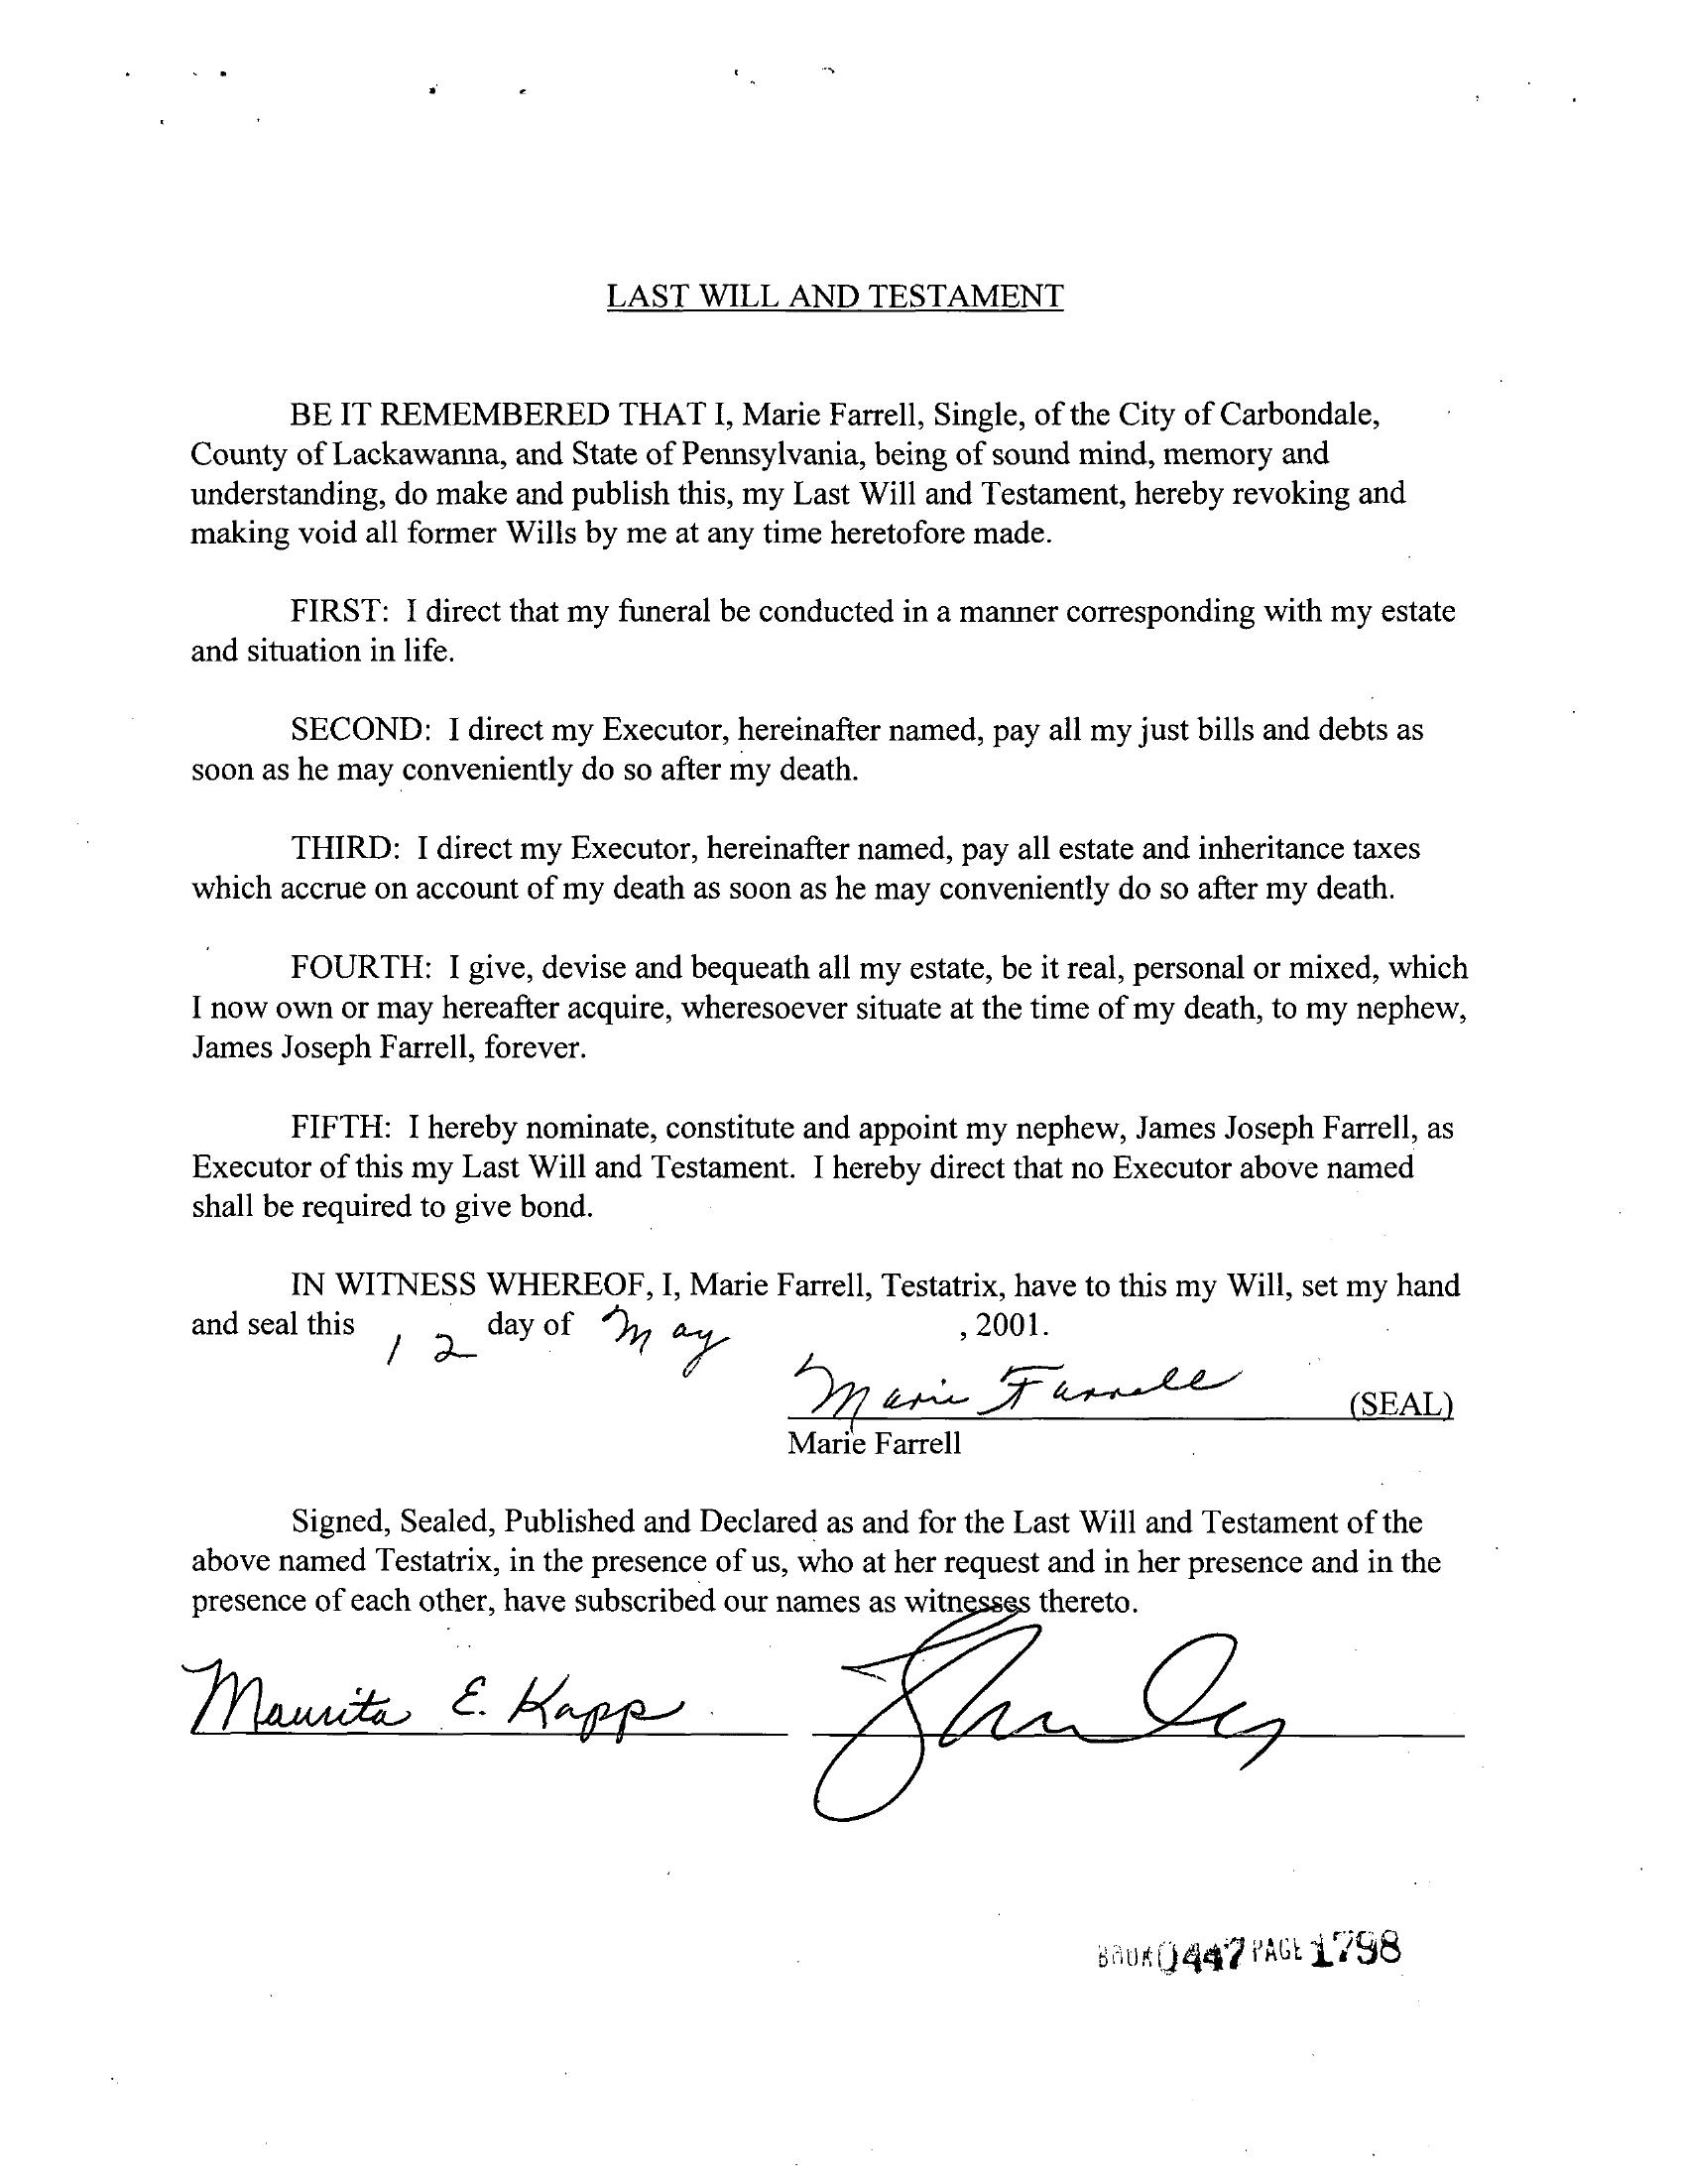 LAST WILL AND TESTAMENT
BE IT REMEMBERED THAT I, Marie Farrell, Single, of the City of Carbondale,
County of Lackawanna, and State of Pennsylvania, being of sound mind, memory and
understanding, do make and publish this, my Last Will and Testament, hereby revoking and
making void all former Wills by me at any time heretofore made.
FIRST: I direct that my funeral be conducted in a manner corresponding with my estate
and situation in life.
SECOND: I direct my Executor, hereinafter named, pay all my just bills and debts as
soon as he may conveniently do so after my death.
THIRD: I direct my Executor, hereinafter named, pay all estate and inheritance taxes
which accrue on account of my death as soon as he may conveniently do so after my death.
FOURTH: I give, devise and bequeath all my estate, be it real, personal or mixed, which
I now own or may hereafter acquire, wheresoever situate at the time of my death, to my nephew,
James Joseph Farrell, forever.
FIFTH: I hereby nominate, constitute and appoint my nephew, James Joseph Farrell, as
Executor of this my Last Will and Testament. I hereby direct that no Executor above named
shall be required to give bond.
IN WITNESS WHEREOF, I, Marie Farrell, Testatrix, have to this my Will, set my hand
and seal this 12 day of May , 2001.
Marie Farrell (SEAL)
Marie Farrell
Signed, Sealed, Published and Declared as and for the Last Will and Testament of the
above named Testatrix, in the presence of us, who at her request and in her presence and in the
presence of each other, have subscribed our names as witnesses thereto.
Maurita E. Kapp
BOOK 0447 PAGE 1798